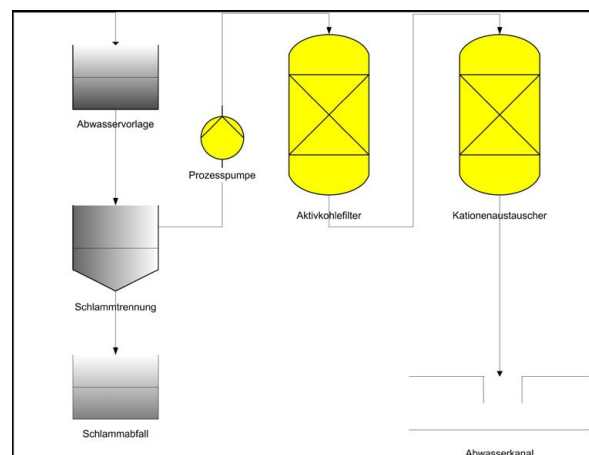 Abwasservorlage
Prozesspumpe
Aktivkohlefilter
Kationenaustauscher
Schlammtrennung
Schlammabfall
Abwasserkanal